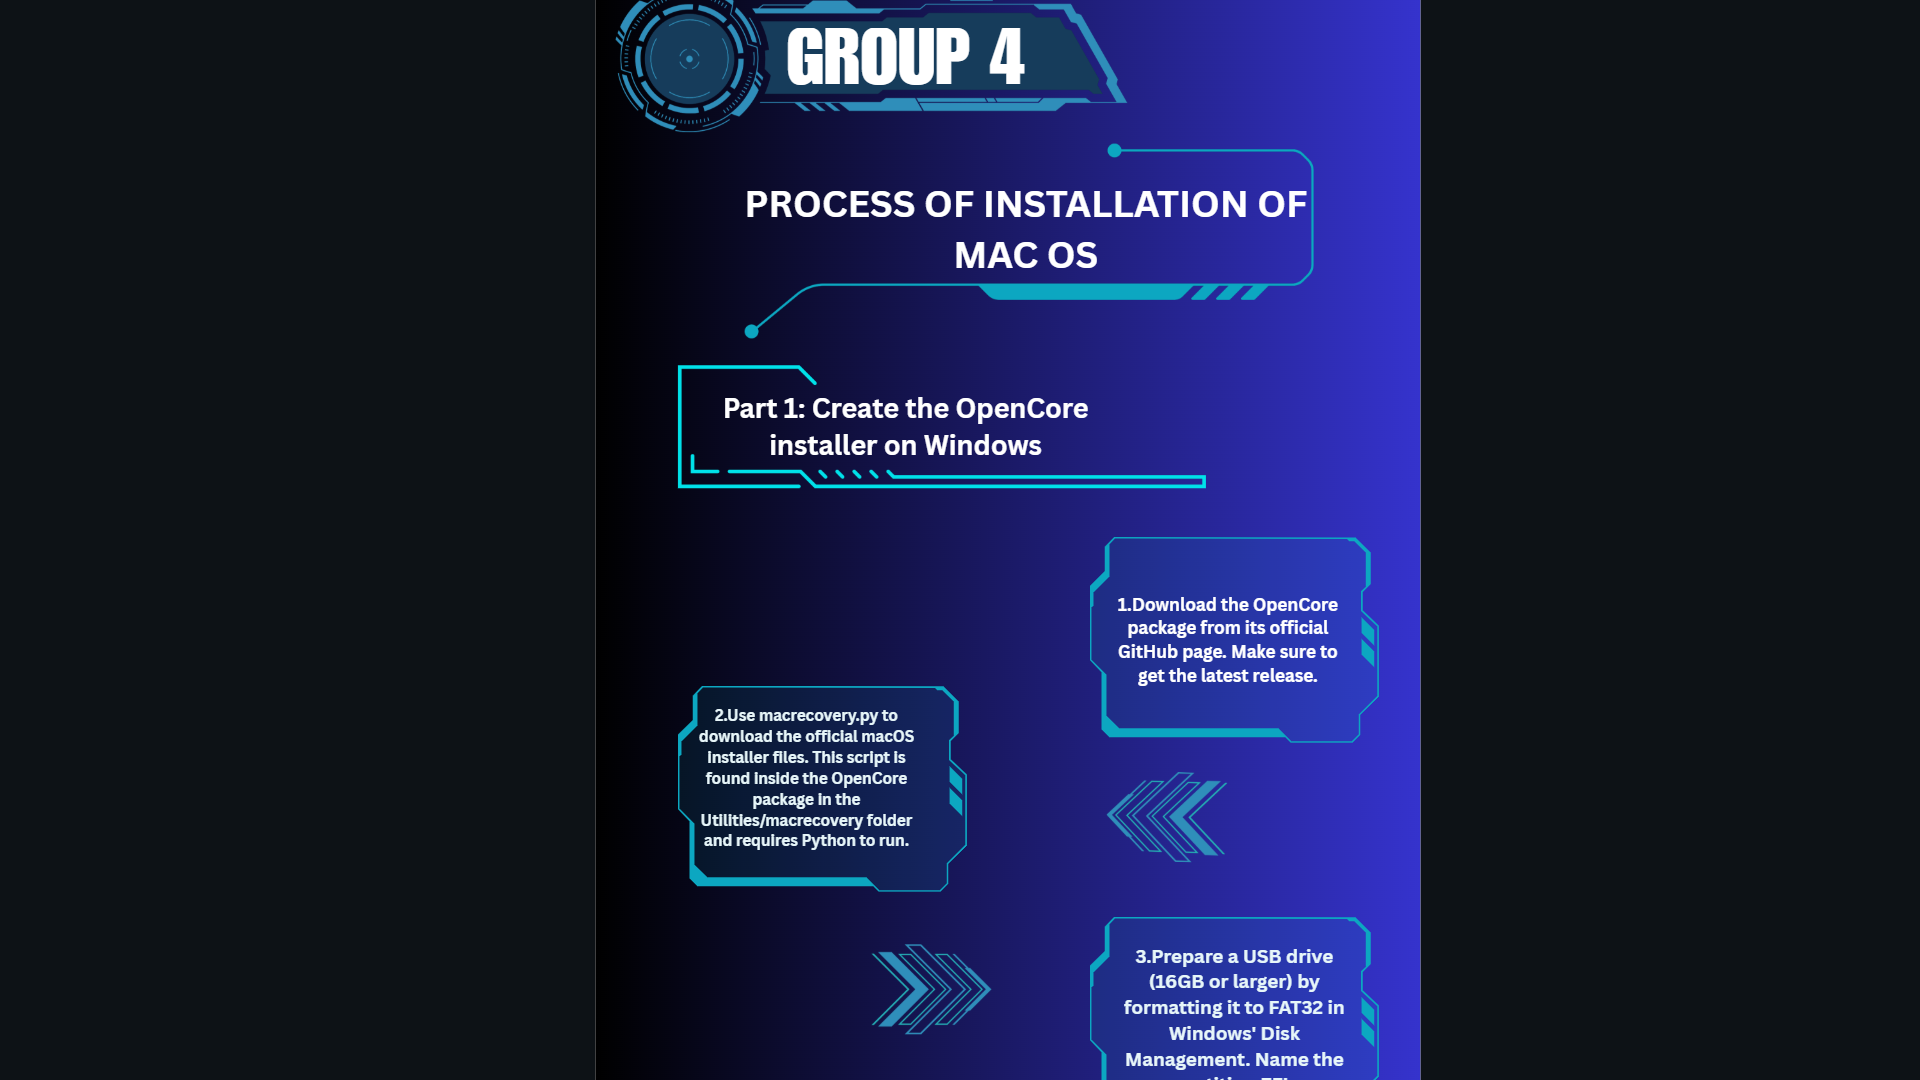 GROUP 4
PROCESS OF INSTALLATION OF
MAC OS
Part 1: Create the OpenCore
installer on Windows
1.Download the OpenCore
package from its official
GitHub page. Make sure to
get the latest release.
2.Use macrecovery.py to
download the official macOS
installer files. This script is
found inside the OpenCore
package in the
Utilities/macrecovery folder
and requires Python to run.
3.Prepare a USB drive
(16GB or larger) by
formatting it to FAT32 in
Windows' Disk
Management. Name the